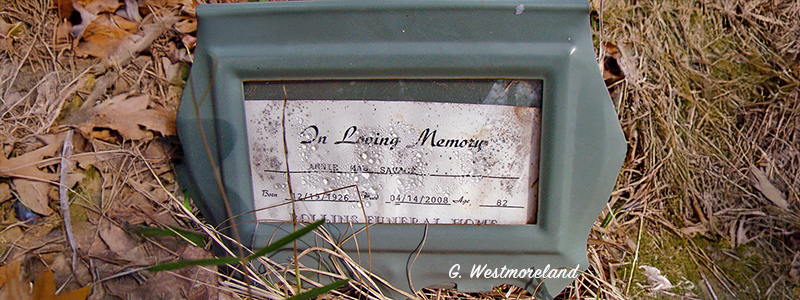 In Loving Memory
ANNIE MAE SAVAGE
Born 12/19/1926 Died 04/14/2008 Age 82
COLLINS FUNERAL HOME
G. Westmoreland